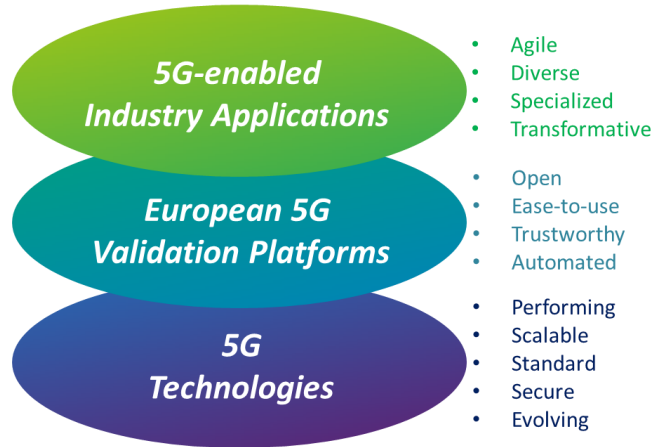 5G-enabled
Industry Applications
• Agile
• Diverse
• Specialized
• Transformative
European 5G
Validation Platforms
• Open
• Ease-to-use
• Trustworthy
• Automated
5G
Technologies
• Performing
• Scalable
• Standard
• Secure
• Evolving